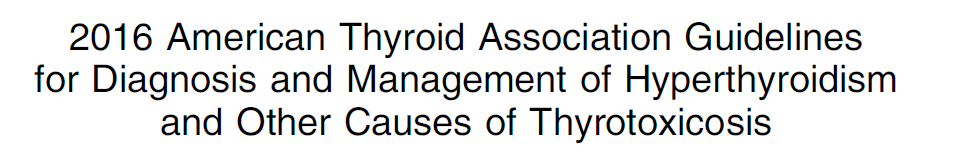 2016 American Thyroid Association Guidelines
for Diagnosis and Management of Hyperthyroidism
and Other Causes of Thyrotoxicosis